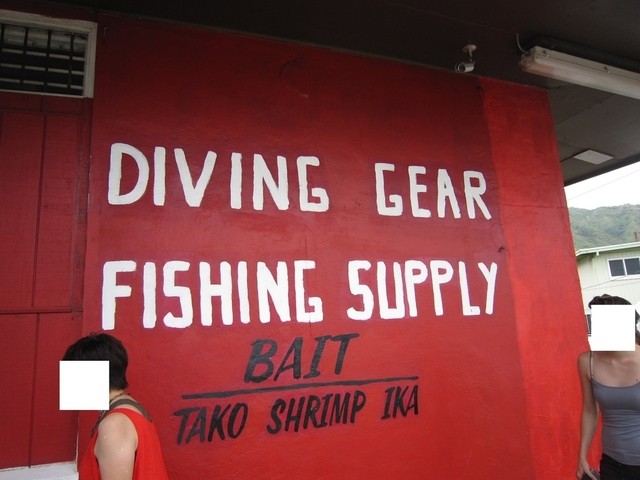 DIVING GEAR
FISHING SUPPLY
BAIT
TAKO SHRIMP IKA